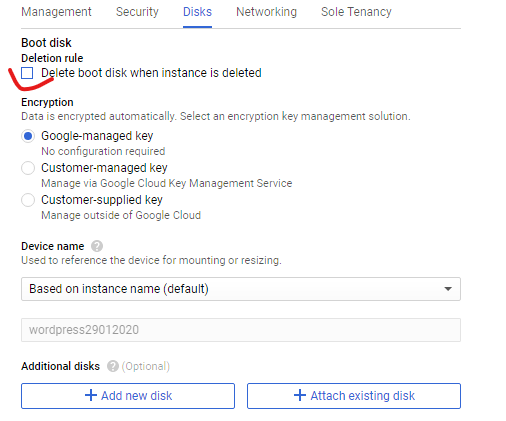 Management Security Disks Networking Sole Tenancy
Boot disk
Deletion rule
Delete boot disk when instance is deleted
Encryption
Data is encrypted automatically. Select an encryption key management solution.
Google-managed key
No configuration required
Customer-managed key
Manage via Google Cloud Key Management Service
Customer-supplied key
Manage outside of Google Cloud
Device name ?
Used to reference the device for mounting or resizing.
Based on instance name (default)
wordpress29012020
Additional disks ? (Optional)
+ Add new disk + Attach existing disk